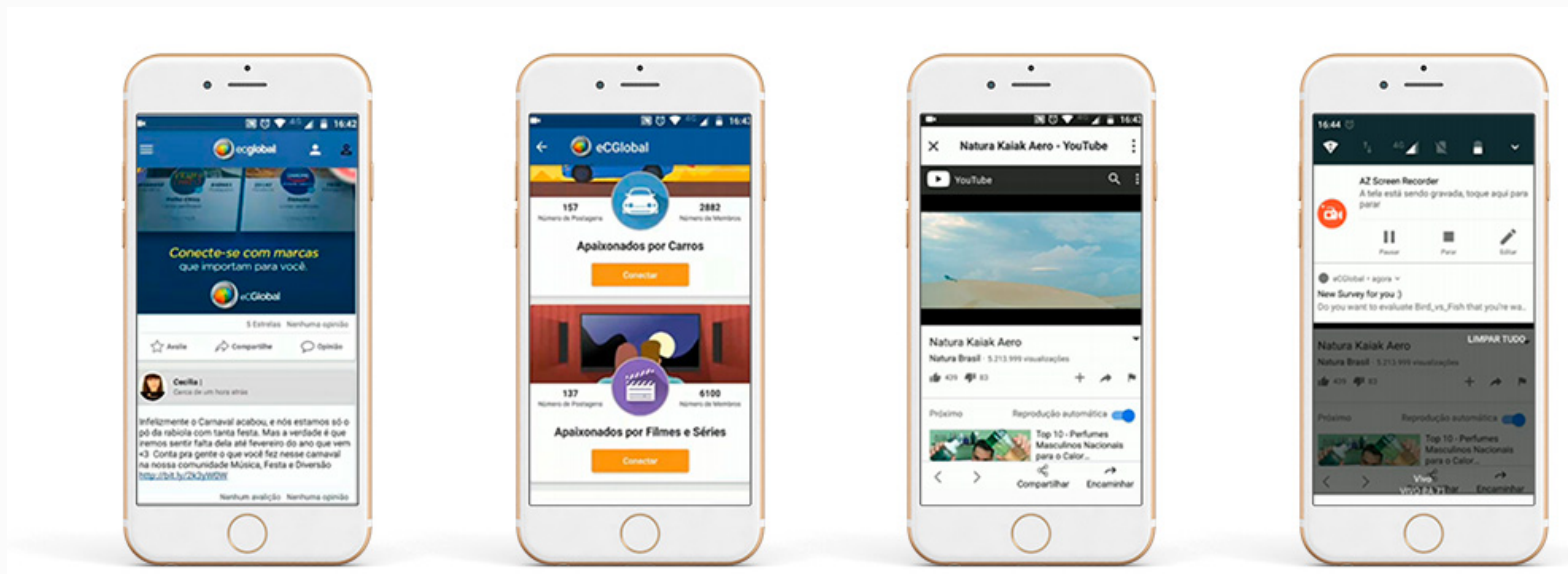 4G 16:42
ecglobal
Conecte-se com marcas
que importam para você.
eCGlobal
5 Estrelas Nenhuma opinião
Avalie Compartilhe Opinião
Cecilia |
Cerca de um hora atrás
Infelizmente o Carnaval acabou, e nós estamos só o
pó da rabiola com tanta festa. Mas a verdade é que
iremos sentir falta dela até fevereiro do ano que vem
<3 Conta pra gente o que você fez nesse carnaval
na nossa comunidade Música, Festa e Diversão
Nenhum avalição Nenhuma opinião
4G 16:43
eCGlobal
157 2882
Número de Postagens Número de Membros
Apaixonados por Carros
Conectar
137 6100
Número de Postagens Número de Membros
Apaixonados por Filmes e Séries
Conectar
4G 16:43
Natura Kaiak Aero - YouTube
YouTube
Natura Kaiak Aero
Natura Brasil · 5.213.999 visualizações
439 83
Próximo Reprodução automática
Top 10 - Perfumes
Masculinos Nacionais
para o Calor...
Compartilhar Encaminhar
16:44
4G
AZ Screen Recorder
A tela está sendo gravada, toque aqui para
parar
Pausar Parar Editar
eCGlobal • agora
New Survey for you :)
Do you want to evaluate Bird_vs_Fish that you're wa..
LIMPAR TUDO
Natura Kaiak Aero
Natura Brasil · 5.213.999 visualizações
439 83
Próximo Reprodução automática
Top 10 - Perfumes
Masculinos Nacionais
para o Calor...
Vivo
Encaminhar